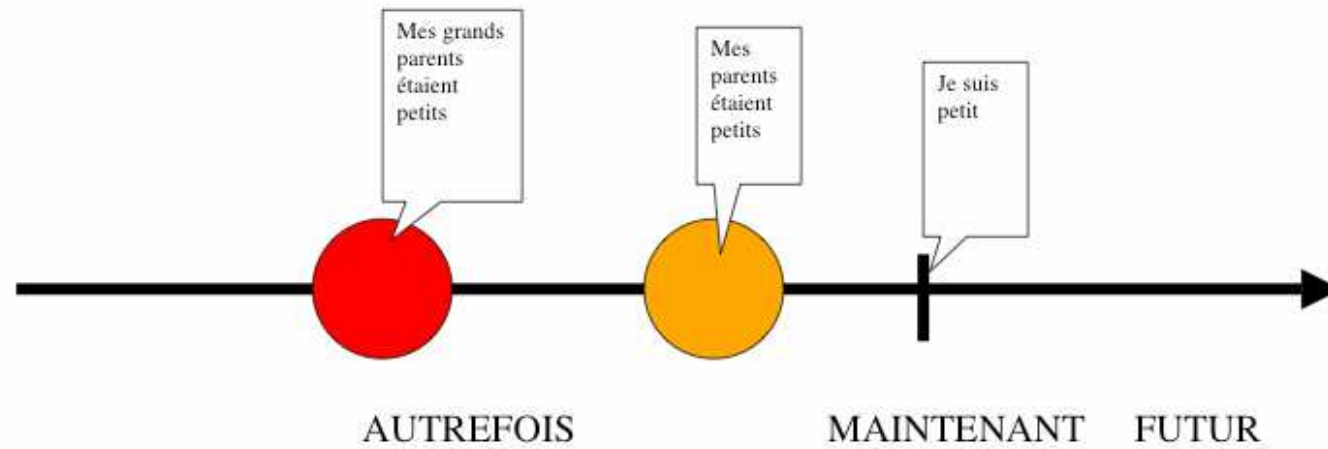 Mes grands
parents
étaient
petits
Mes
parents
étaient
petits
Je suis
petit
AUTREFOIS
MAINTENANT
FUTUR